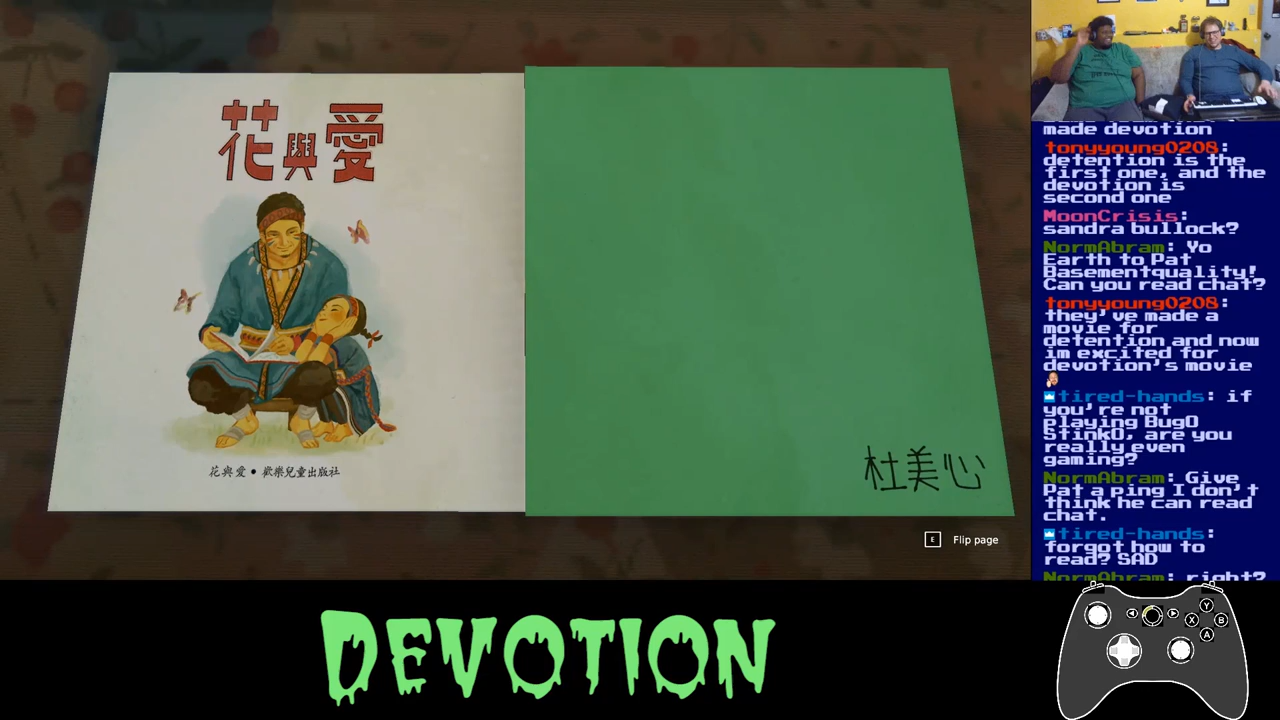 花與愛
花與愛•歡樂兒童出版社
杜美心
E Flip page
made devotion
tonyyoung0208:
detention is the
first one, and the
devotion is
second one
MoonCrisis:
sandra bullock?
NormAbram: Yo
Earth to Pat
Basementquality!
Can you read chat?
tonyyoung0208:
they've made a
movie for
detention and now
im excited for
devotion's movie
tired-hands: if
you're not
playing BugO
StinkO, are you
really even
gaming?
NormAbram: Give
Pat a ping I don't
think he can read
chat.
tired-hands:
forgot how to
read? SAD
NormAbram: right?
DEVOTION
Y
X B
A